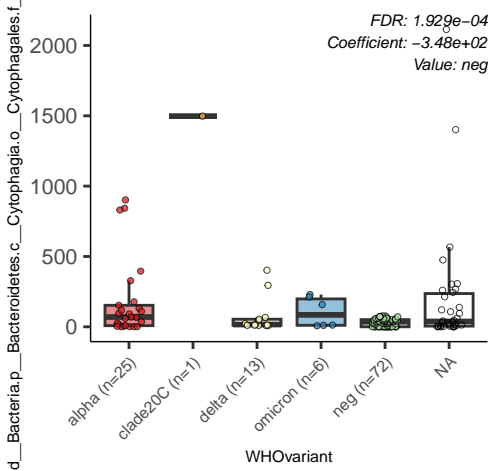 FDR: 1.929e−04
Coefficient: −3.48e+02
Value: neg
d__Bacteria.p__Bacteroidetes.c__Cytophagia.o__Cytophagales.f_
2000
1500
1000
500
0
alpha (n=25)
clade20C (n=1)
delta (n=13)
omicron (n=6)
neg (n=72)
NA
WHOvariant